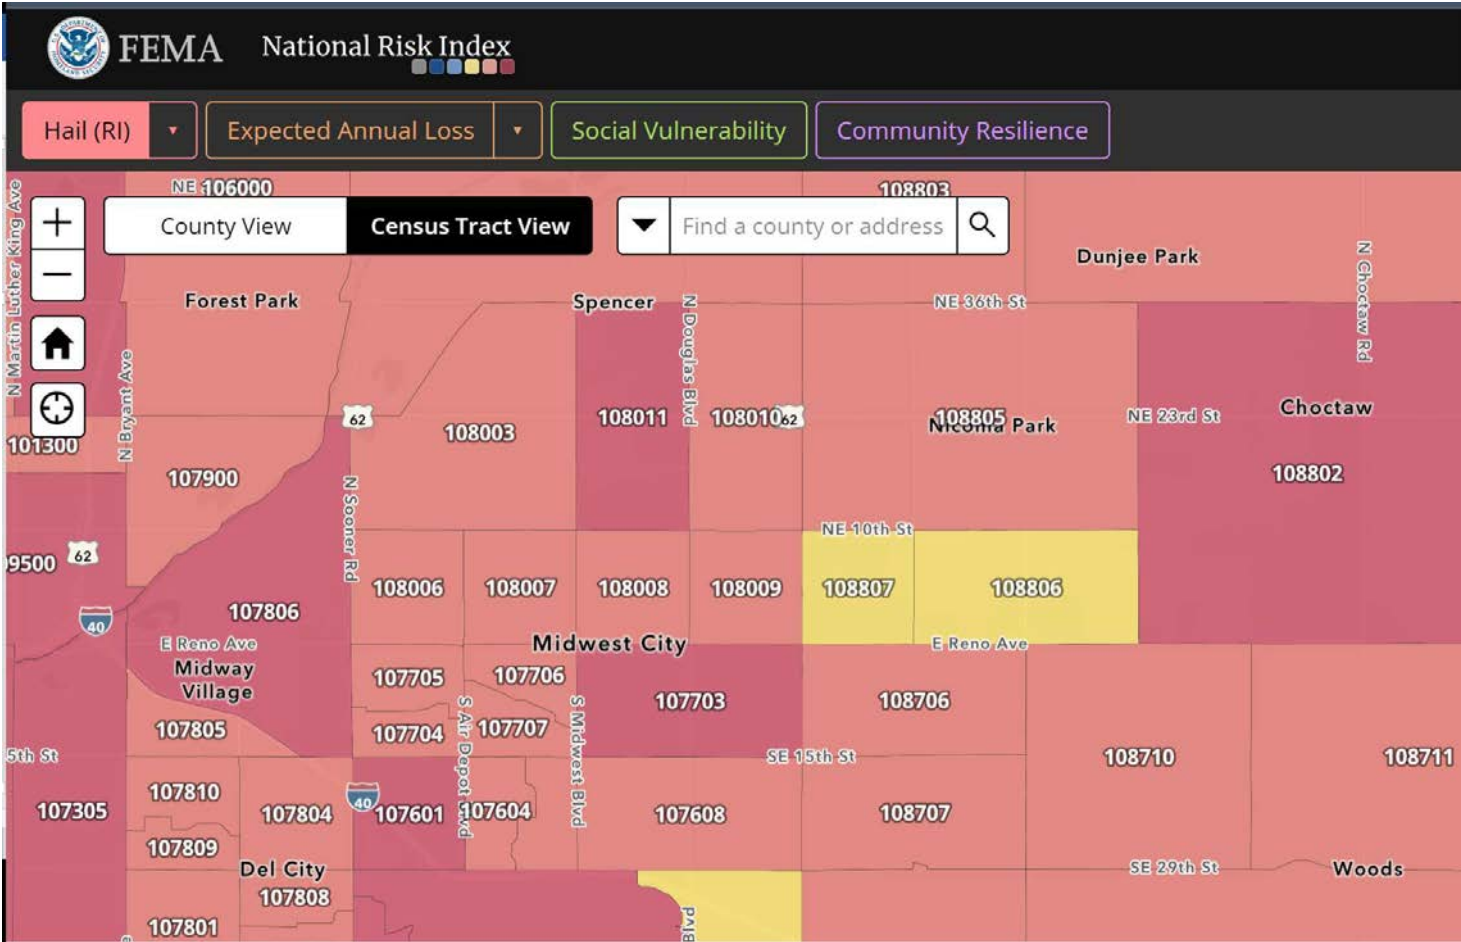 FEMA
National Risk Index
Hail (RI)
Expected Annual Loss
Social Vulnerability
Community Resilience
NE
106000
108803
County View
Census Tract View
Find a county or address
N Martin Luther King Ave
Dunjee Park
N Choctaw Rd
Forest Park
Spencer
NE 36th St
N Bryant Ave
N Douglas Blvd
101300
62
108003
108011
108010
62
108805
Nicoma Park
NE 23rd St
Choctaw
107900
108802
N Sooner Rd
9500
62
NE 10th St
108006
108007
108008
108009
108807
108806
107806
40
E Reno Ave
Midwest City
E Reno Ave
Midway
Village
107705
107706
107703
108706
107805
107704
S Air Depot Blvd
107707
S Midwest Blvd
5th St
SE 15th St
108710
108711
107810
107305
107804
40
107601
107604
107608
108707
107809
Del City
SE 29th St
Woods
107808
107801
Blvd